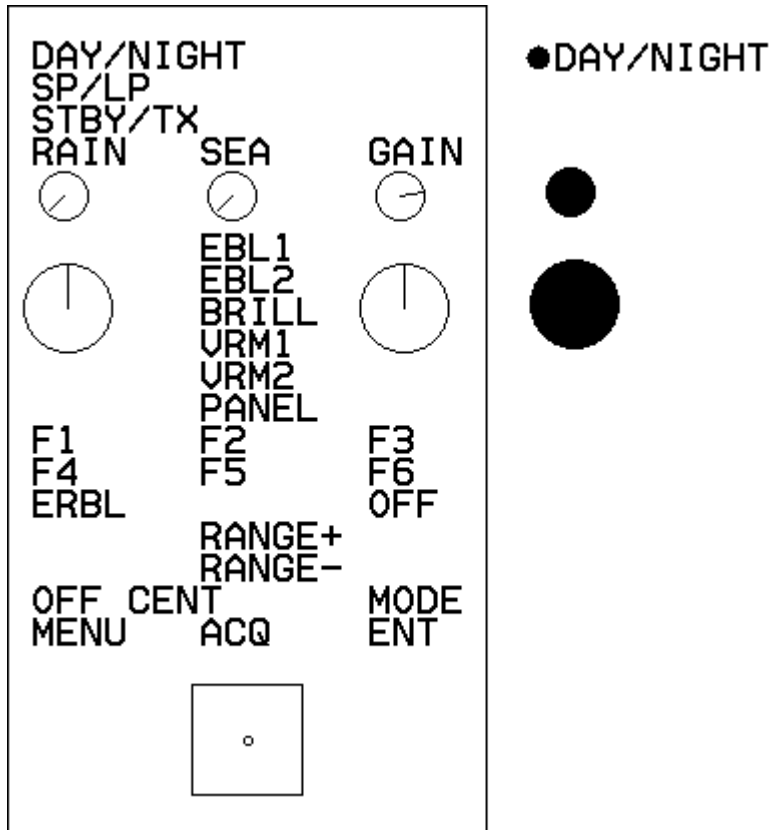 DAY/NIGHT ●DAY/NIGHT
SP/LP
STBY/TX
RAIN SEA GAIN
EBL1
EBL2
BRILL
VRM1
VRM2
PANEL
F1 F2 F3
F4 F5 F6
ERBL OFF
RANGE+
RANGE-
OFF CENT MODE
MENU ACQ ENT